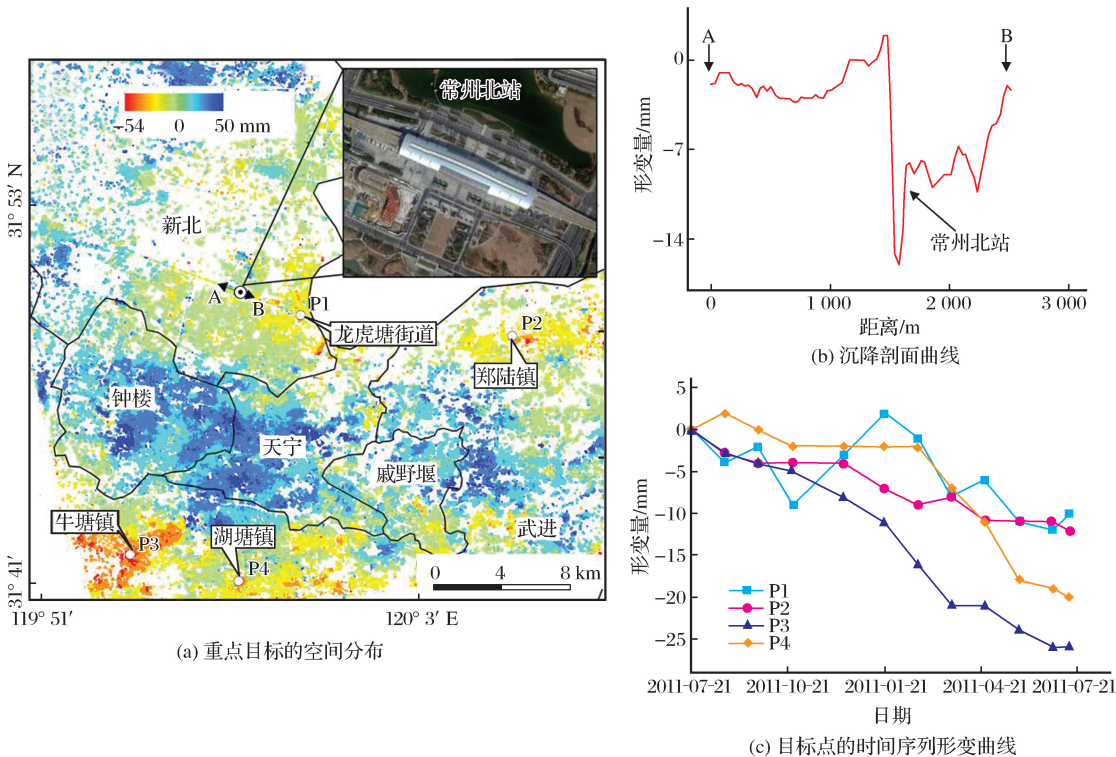 常州北站
-54 0 50 mm
31° 53′ N
新北
A
B
P1
龙虎塘街道
P2
郑陆镇
钟楼
天宁
戚野堰
武进
牛塘镇
P3
湖塘镇
P4
0 4 8 km
31° 41′
119° 51′ 120° 3′ E
(a) 重点目标的空间分布
A B
0
-7
-14
形变量/mm
常州北站
0 1 000 2 000 3 000
距离/m
(b) 沉降剖面曲线
5
0
-5
-10
-15
-20
-25
形变量/mm
P1
P2
P3
P4
2011-07-21 2011-10-21 2011-01-21 2011-04-21 2011-07-21
日期
(c) 目标点的时间序列形变曲线